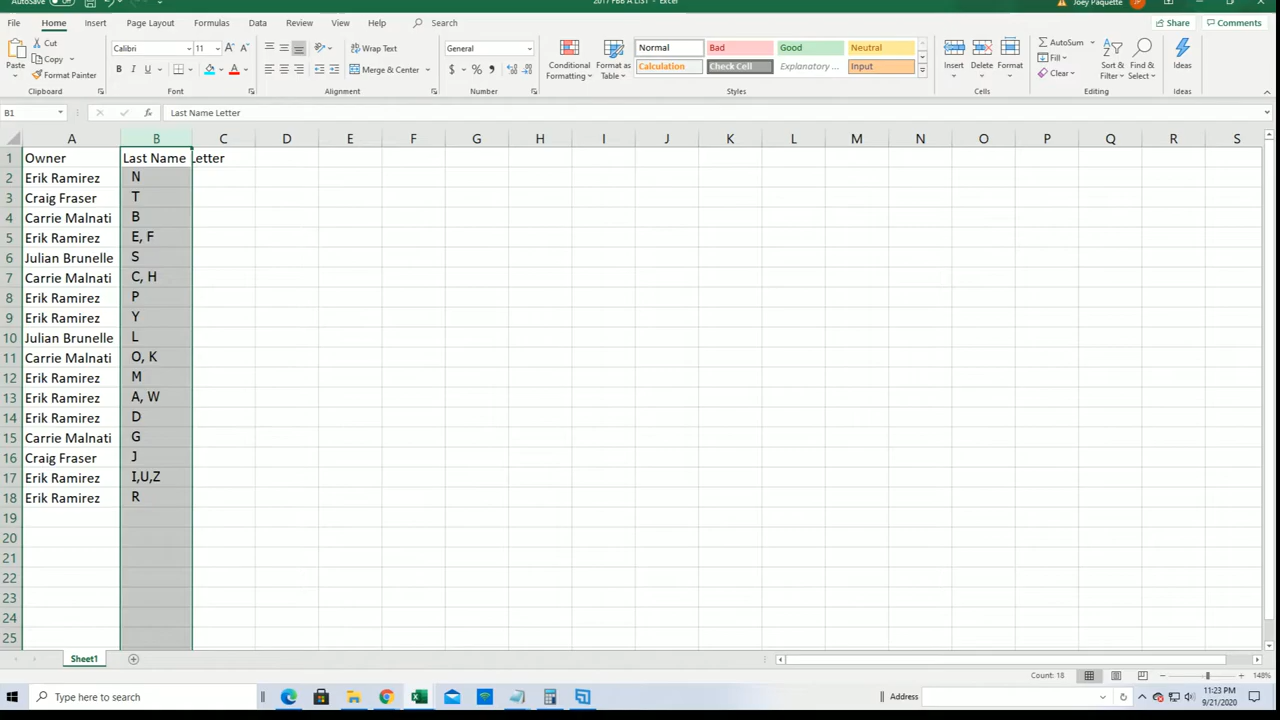 AutoSave
2017 FBB A LIST - Excel
Joey Paquette
File Home Insert Page Layout Formulas Data Review View Help Search Share Comments
Paste Cut Copy Format Painter Clipboard
Calibri 11 B I U A Font
Wrap Text Merge & Center Alignment
General $ % Number
Conditional Formatting Format as Table
Normal Bad Good Neutral
Calculation Check Cell Explanatory ... Input
Styles
Insert Delete Format Cells
AutoSum Fill Clear Sort & Filter Find & Select Editing
Ideas Ideas
B1 fx Last Name Letter
A B C D E F G H I J K L M N O P Q R S
1 Owner Last Name Letter
2 Erik Ramirez N
3 Craig Fraser T
4 Carrie Malnati B
5 Erik Ramirez E, F
6 Julian Brunelle S
7 Carrie Malnati C, H
8 Erik Ramirez P
9 Erik Ramirez Y
10 Julian Brunelle L
11 Carrie Malnati O, K
12 Erik Ramirez M
13 Erik Ramirez A, W
14 Erik Ramirez D
15 Carrie Malnati G
16 Craig Fraser J
17 Erik Ramirez I,U,Z
18 Erik Ramirez R
19
20
21
22
23
24
25
Sheet1
Count: 18 148%
Type here to search Address 11:23 PM
9/21/2020